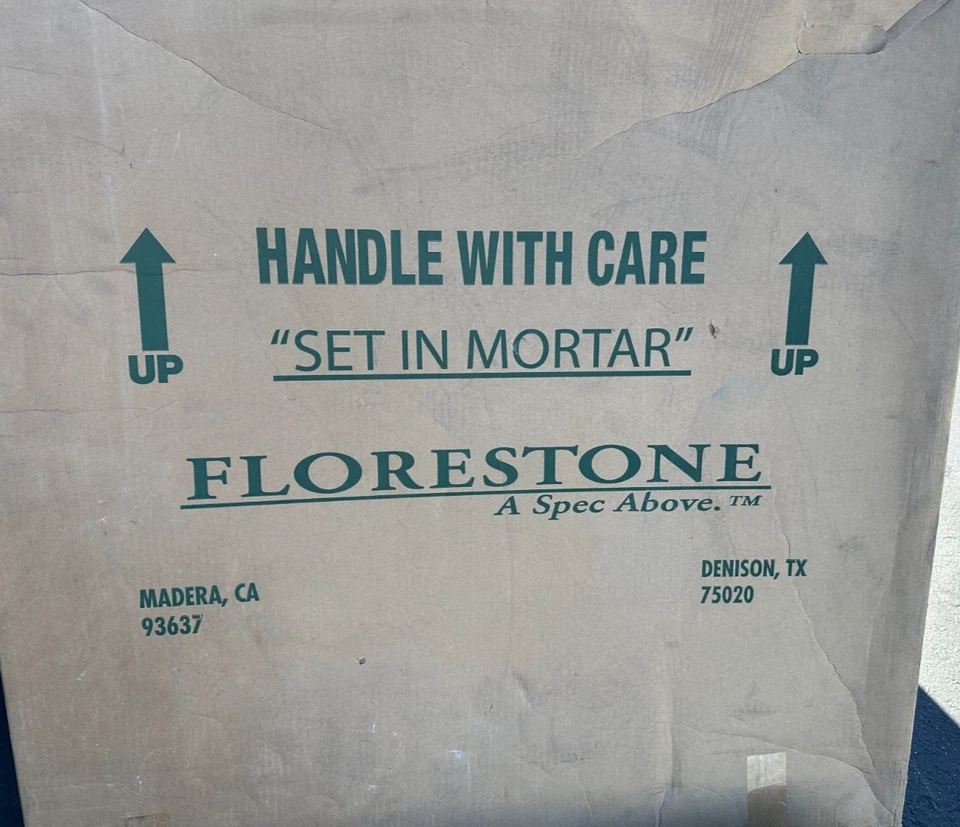 HANDLE WITH CARE
UP
"SET IN MORTAR"
UP
FLORESTONE
A Spec Above.™
MADERA, CA
93637
DENISON, TX
75020